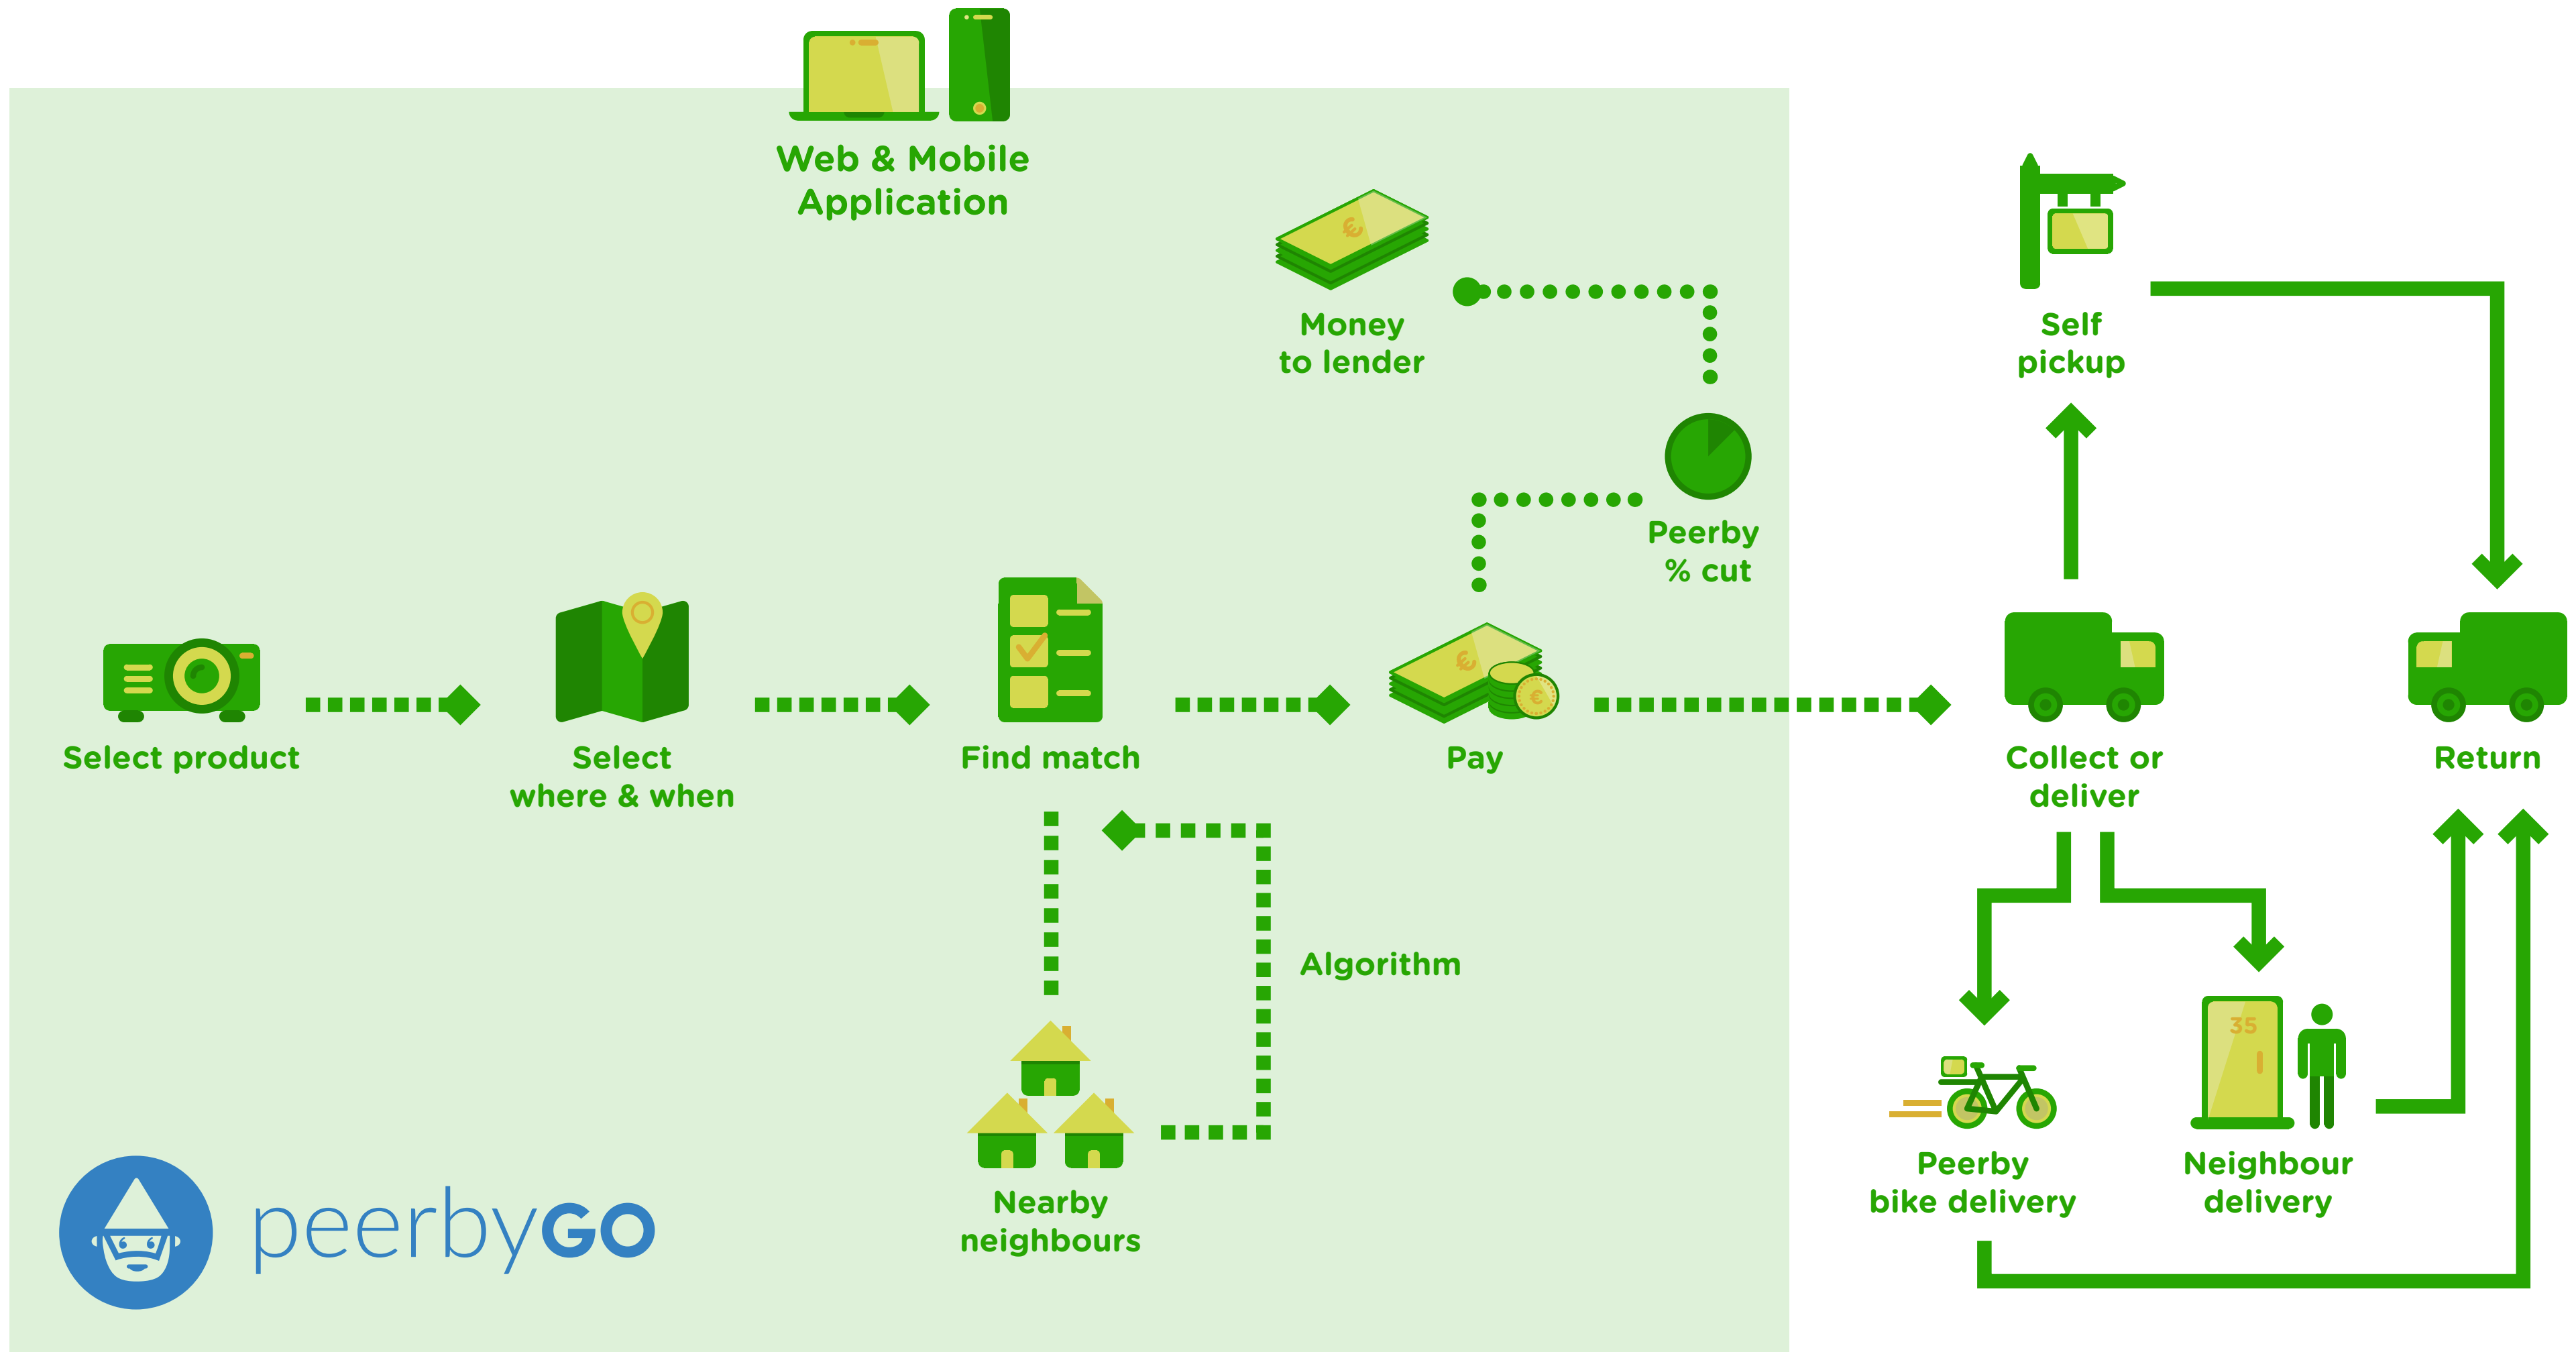 Web & Mobile
Application
€
Money
to lender
Self
pickup
Peerby
% cut
Select product
Select
where & when
Find match
€
€
Pay
Collect or
deliver
Return
Algorithm
35
Nearby
neighbours
Peerby
bike delivery
Neighbour
delivery
peerbyGO